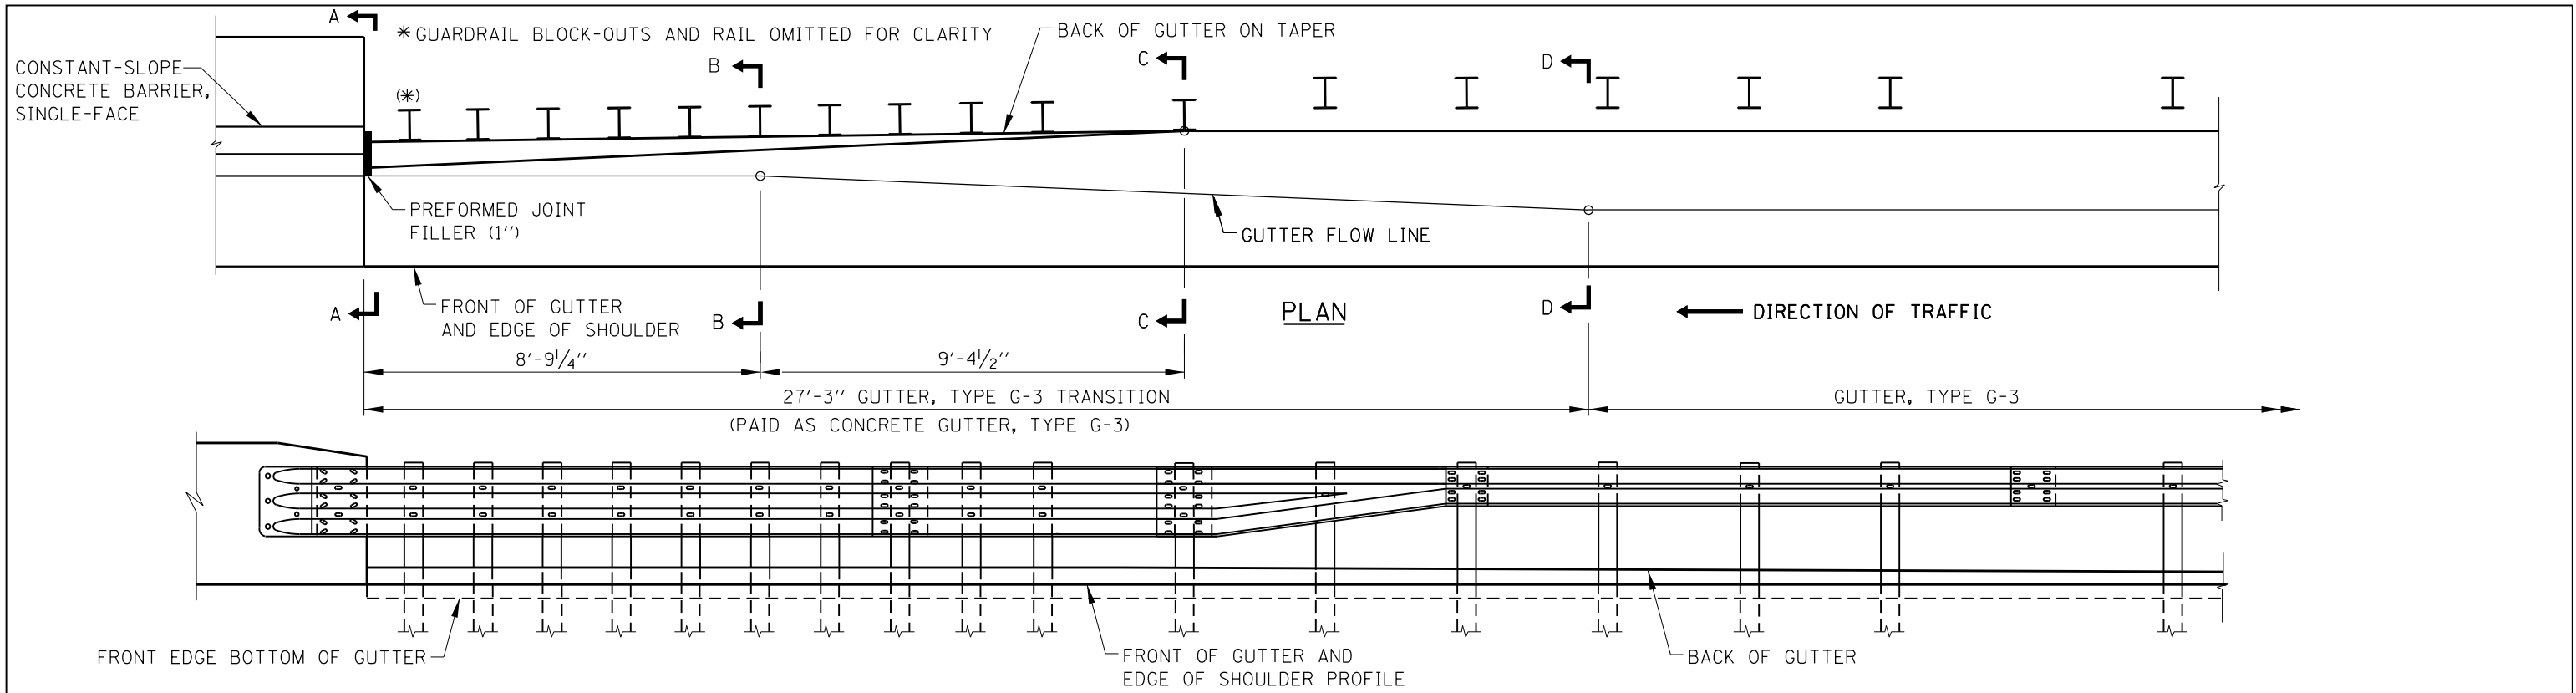 A
✳ GUARDRAIL BLOCK-OUTS AND RAIL OMITTED FOR CLARITY
BACK OF GUTTER ON TAPER
CONSTANT-SLOPE
CONCRETE BARRIER,
SINGLE-FACE
B
C
D
(✳)
PREFORMED JOINT
FILLER (1'')
GUTTER FLOW LINE
A
FRONT OF GUTTER
AND EDGE OF SHOULDER
B
C
PLAN
D
DIRECTION OF TRAFFIC
8'-9 1/4''
9'-4 1/2''
27'-3'' GUTTER, TYPE G-3 TRANSITION
(PAID AS CONCRETE GUTTER, TYPE G-3)
GUTTER, TYPE G-3
FRONT EDGE BOTTOM OF GUTTER
FRONT OF GUTTER AND
EDGE OF SHOULDER PROFILE
BACK OF GUTTER